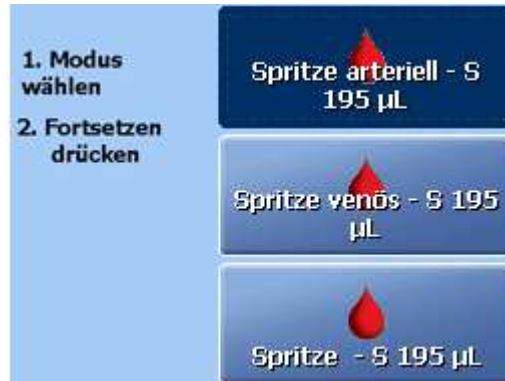 1. Modus
wählen
2. Fortsetzen
drücken
Spritze arteriell - S
195 µL
Spritze venös - S 195
µL
Spritze - S 195 µL